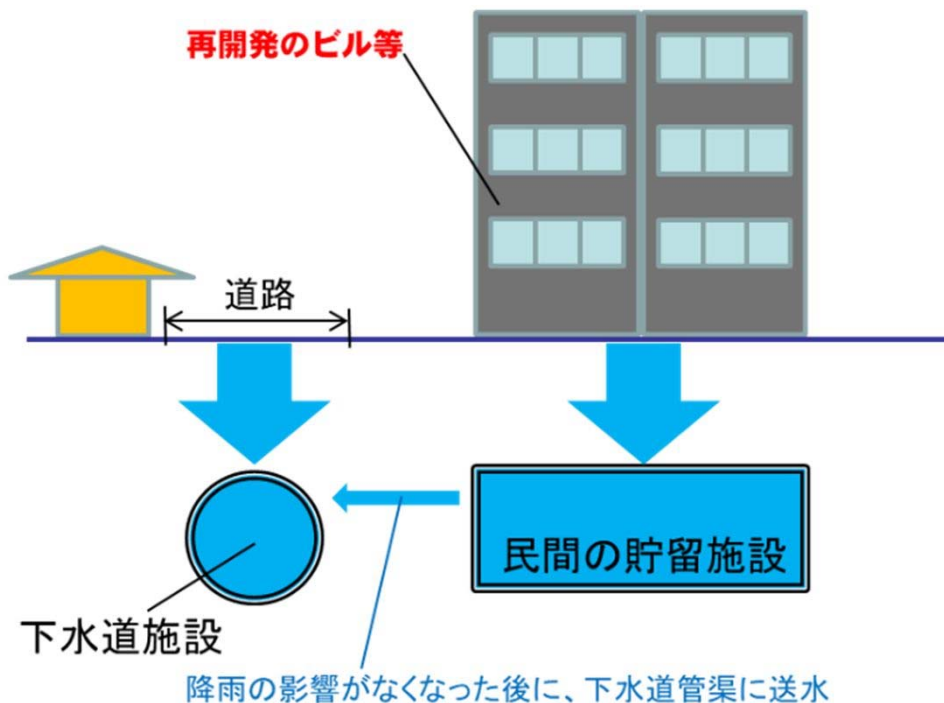 再開発のビル等
道路
民間の貯留施設
下水道施設
降雨の影響がなくなった後に、下水道管渠に送水